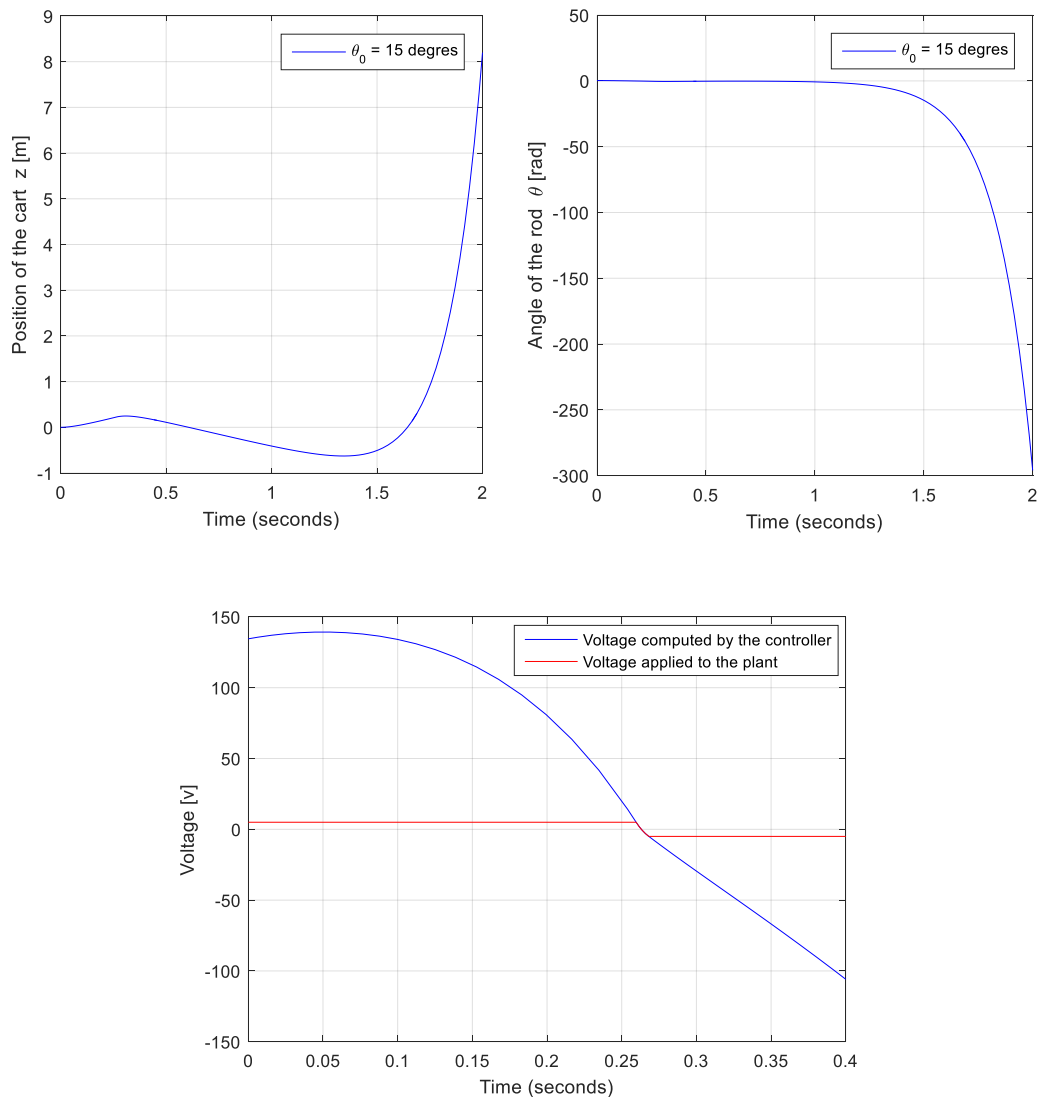 9
8
7
6
5
4
3
2
1
0
-1
Position of the cart z [m]
θ0 = 15 degres
0 0.5 1 1.5 2
Time (seconds)
50
0
-50
-100
-150
-200
-250
-300
Angle of the rod θ [rad]
θ0 = 15 degres
0 0.5 1 1.5 2
Time (seconds)
150
100
50
0
-50
-100
-150
Voltage [v]
Voltage computed by the controller
Voltage applied to the plant
0 0.05 0.1 0.15 0.2 0.25 0.3 0.35 0.4
Time (seconds)